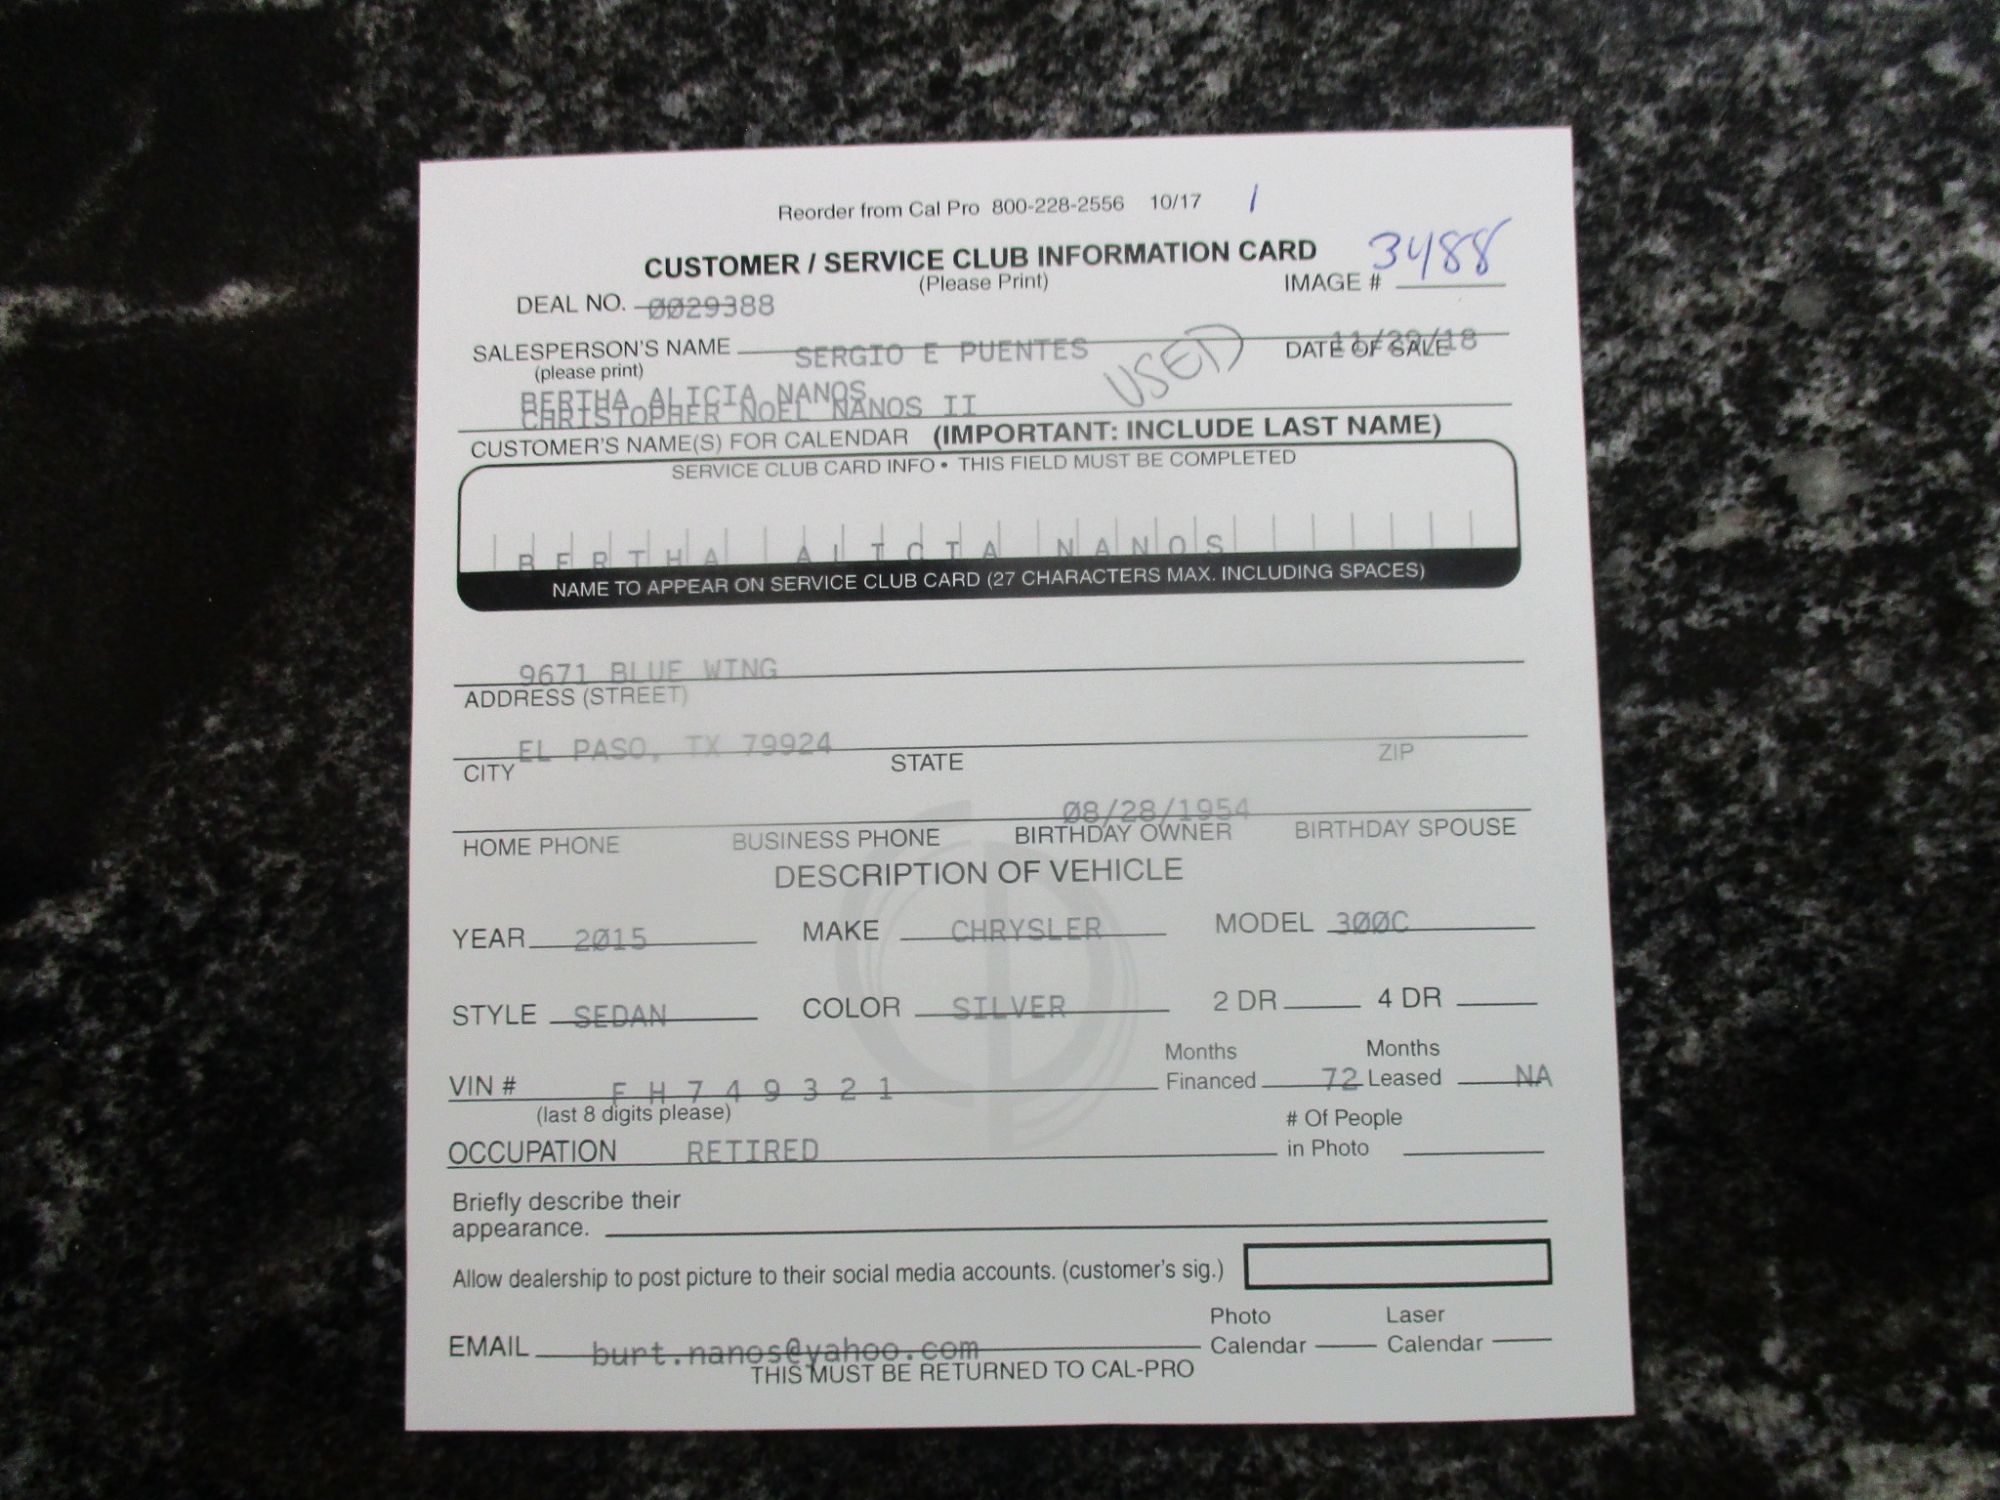 Reorder from Cal Pro 800-228-2556 10/17 1
CUSTOMER / SERVICE CLUB INFORMATION CARD
(Please Print)
IMAGE # 3488
DEAL NO. 0029388
SALESPERSON'S NAME SERGIO E PUENTES
(please print)
USED
DATE OF SALE 11/29/18
BERTHA ALICIA NANOS
CHRISTOPHER NOEL NANOS II
CUSTOMER'S NAME(S) FOR CALENDAR (IMPORTANT: INCLUDE LAST NAME)
SERVICE CLUB CARD INFO • THIS FIELD MUST BE COMPLETED
BERTHA ALICIA NANOS
NAME TO APPEAR ON SERVICE CLUB CARD (27 CHARACTERS MAX. INCLUDING SPACES)
9671 BLUE WING
ADDRESS (STREET)
EL PASO, TX 79924
CITY STATE ZIP
08/28/1954
HOME PHONE BUSINESS PHONE BIRTHDAY OWNER BIRTHDAY SPOUSE
DESCRIPTION OF VEHICLE
YEAR 2015 MAKE CHRYSLER MODEL 300C
STYLE SEDAN COLOR SILVER 2 DR 4 DR
VIN # F H 7 4 9 3 2 1
(last 8 digits please)
Months Financed 72 Months Leased NA
OCCUPATION RETIRED
# Of People
in Photo
Briefly describe their
appearance.
Allow dealership to post picture to their social media accounts. (customer's sig.)
EMAIL burt.nanos@yahoo.com
Photo Calendar Laser Calendar
THIS MUST BE RETURNED TO CAL-PRO